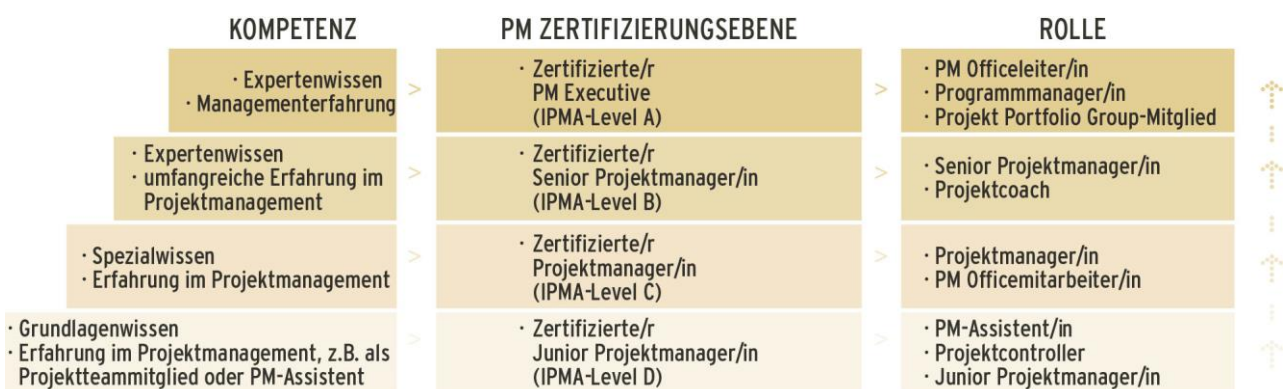 KOMPETENZ
PM ZERTIFIZIERUNGSEBENE
ROLLE
· Expertenwissen
· Managementerfahrung
>
· Zertifizierte/r
PM Executive
(IPMA-Level A)
>
· PM Officeleiter/in
· Programmmanager/in
· Projekt Portfolio Group-Mitglied
· Expertenwissen
· umfangreiche Erfahrung im
Projektmanagement
>
· Zertifizierte/r
Senior Projektmanager/in
(IPMA-Level B)
>
· Senior Projektmanager/in
· Projektcoach
· Spezialwissen
· Erfahrung im Projektmanagement
>
· Zertifizierte/r
Projektmanager/in
(IPMA-Level C)
>
· Projektmanager/in
· PM Officemitarbeiter/in
· Grundlagenwissen
· Erfahrung im Projektmanagement, z.B. als
Projektteammitglied oder PM-Assistent
>
· Zertifizierte/r
Junior Projektmanager/in
(IPMA-Level D)
>
· PM-Assistent/in
· Projektcontroller
· Junior Projektmanager/in